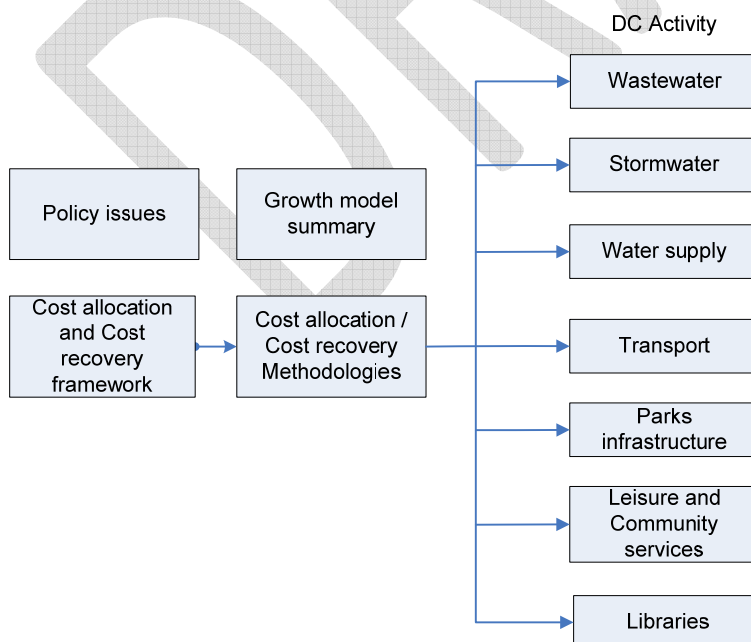 DC Activity
Wastewater
Stormwater
Policy issues
Growth model
summary
Water supply
Cost allocation
and Cost
recovery
framework
Cost allocation /
Cost recovery
Methodologies
Transport
Parks
infrastructure
Leisure and
Community
services
Libraries